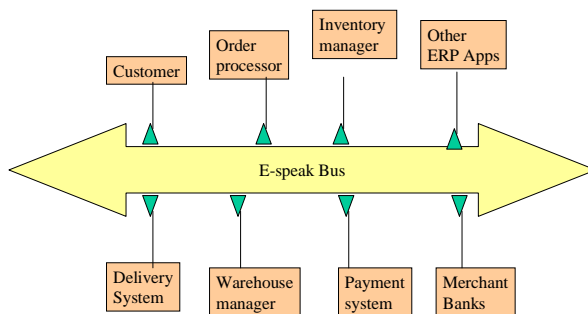 Customer
Order
processor
Inventory
manager
Other
ERP Apps
E-speak Bus
Delivery
System
Warehouse
manager
Payment
system
Merchant
Banks